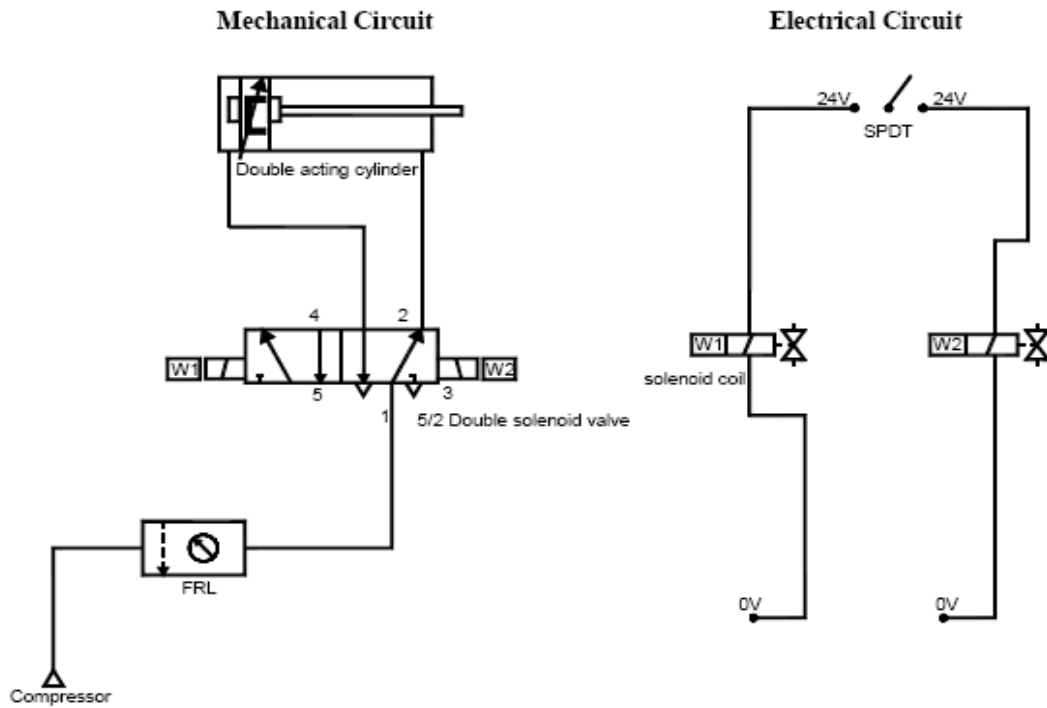 Mechanical Circuit
Electrical Circuit
24V
24V
SPDT
Double acting cylinder
4
2
W1
W2
5
3
1
5/2 Double solenoid valve
W1
W2
solenoid coil
FRL
0V
0V
Compressor